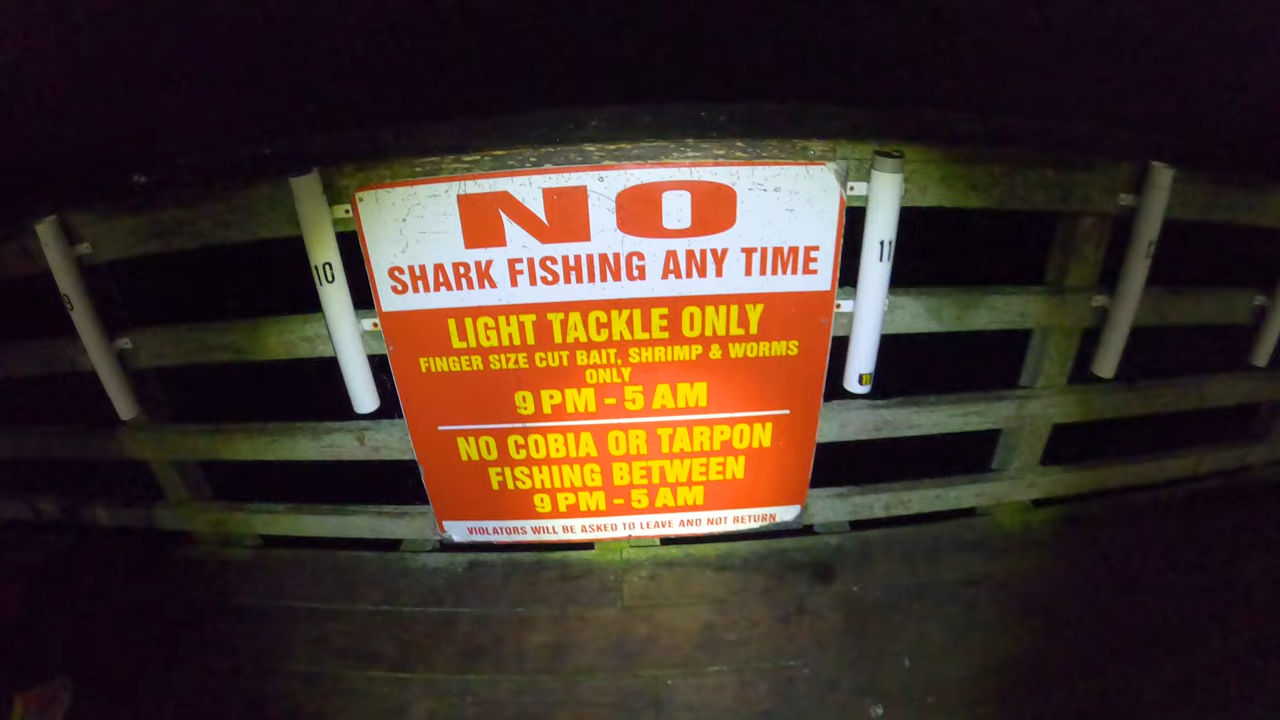 NO
SHARK FISHING ANY TIME
LIGHT TACKLE ONLY
FINGER SIZE CUT BAIT, SHRIMP & WORMS
ONLY
9 PM - 5 AM
NO COBIA OR TARPON
FISHING BETWEEN
9 PM - 5 AM
VIOLATORS WILL BE ASKED TO LEAVE AND NOT RETURN
10
11
11